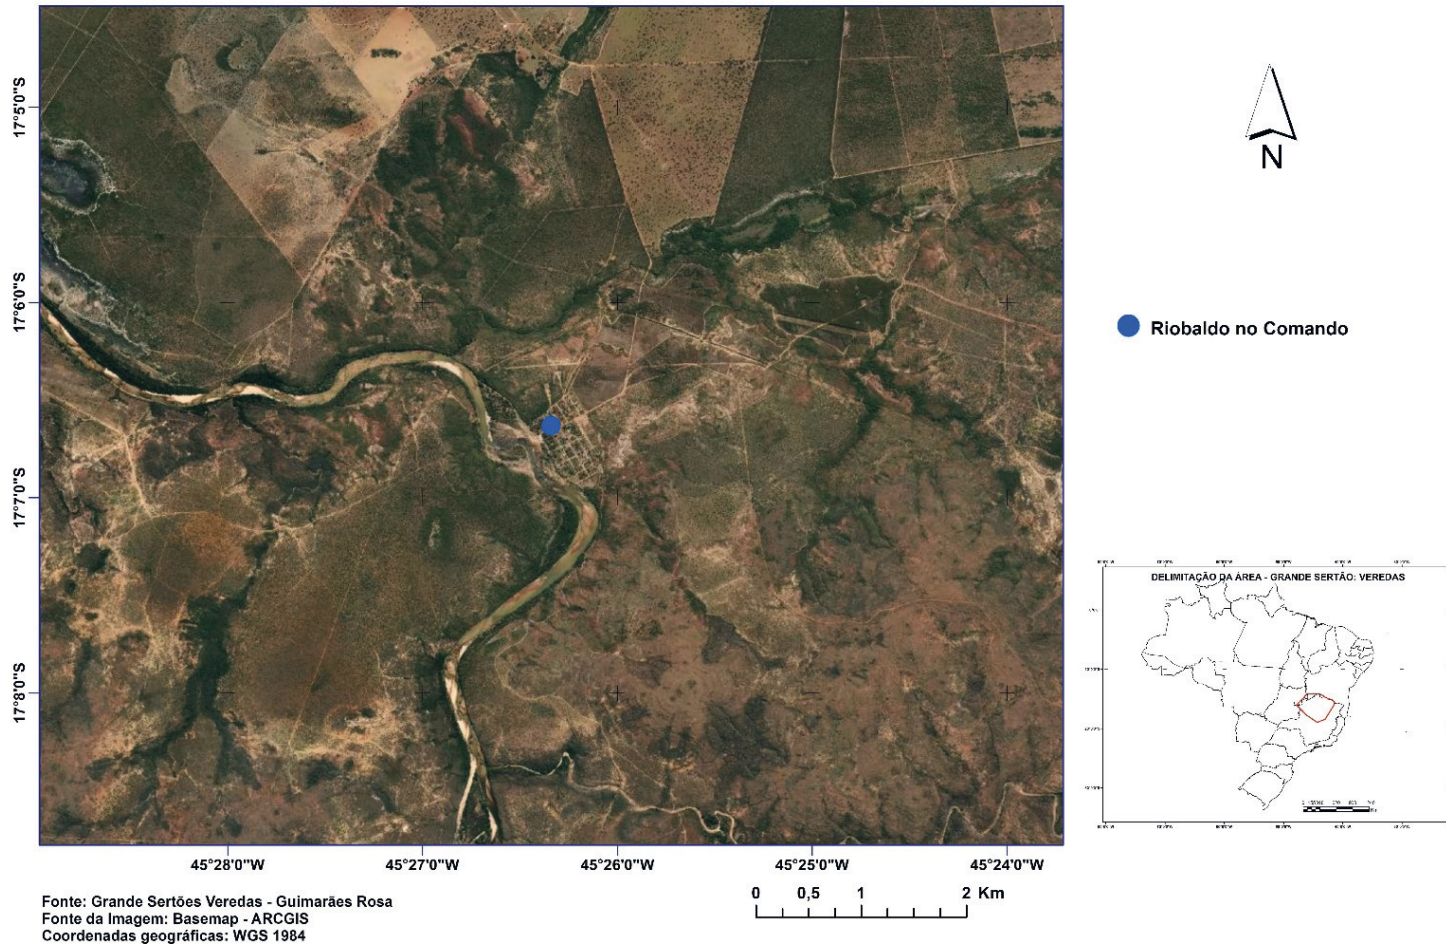 17°5'0"S
17°6'0"S
17°7'0"S
17°8'0"S
45°28'0"W
45°27'0"W
45°26'0"W
45°25'0"W
45°24'0"W
N
Riobaldo no Comando
DELIMITAÇÃO DA ÁREA - GRANDE SERTÃO: VEREDAS
0 0,5 1 2 Km
Fonte: Grande Sertões Veredas - Guimarães Rosa
Fonte da Imagem: Basemap - ARCGIS
Coordenadas geográficas: WGS 1984